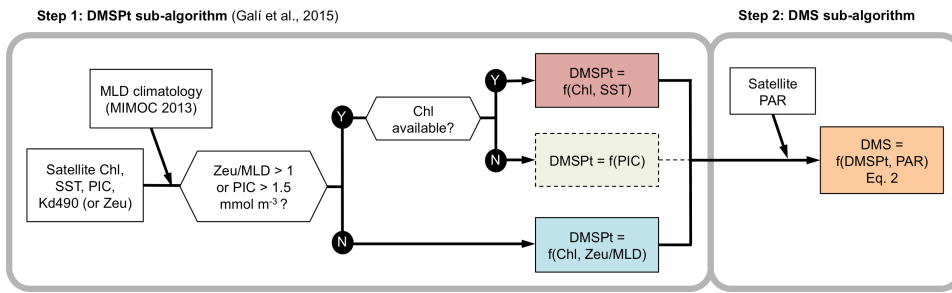 Step 1: DMSPt sub-algorithm (Galí et al., 2015)
Step 2: DMS sub-algorithm
MLD climatology
(MIMOC 2013)
Satellite Chl,
SST, PIC,
Kd490 (or Zeu)
Zeu/MLD > 1
or PIC > 1.5
mmol m-3 ?
Y
N
Chl
available?
Y
N
DMSPt =
f(Chl, SST)
DMSPt = f(PIC)
DMSPt =
f(Chl, Zeu/MLD)
Satellite
PAR
DMS =
f(DMSPt, PAR)
Eq. 2